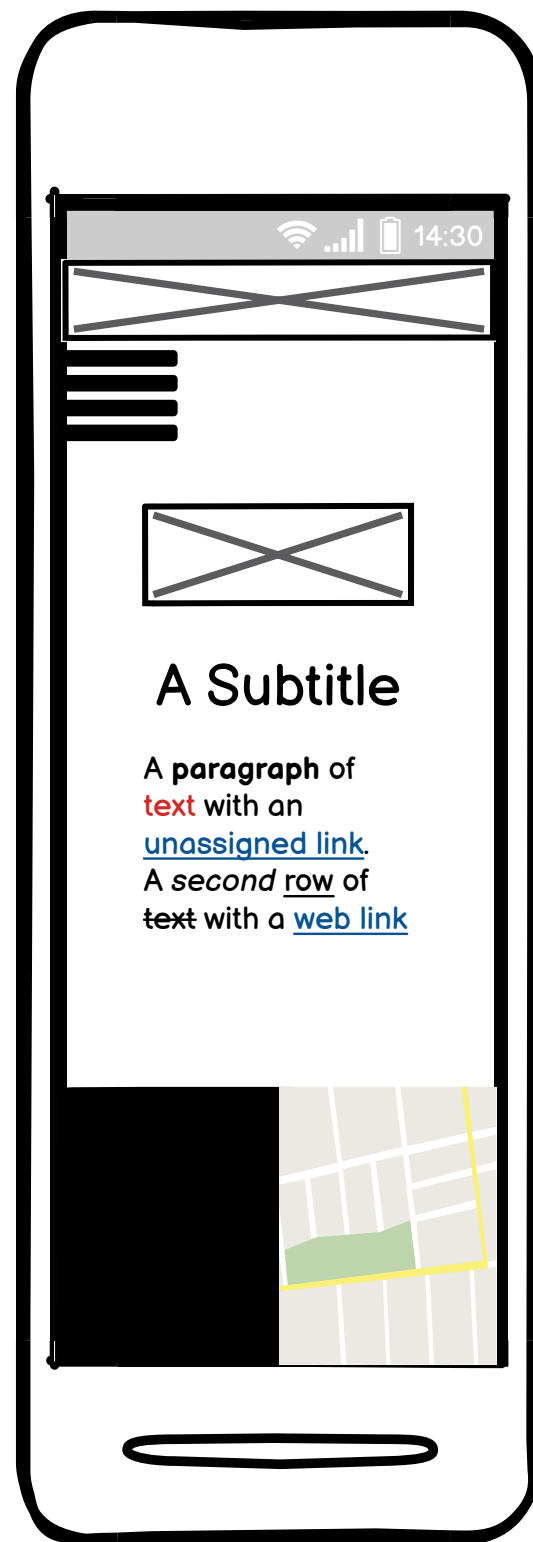 14:30
A Subtitle
A paragraph of
text with an
unassigned link.
A second row of
text with a web link